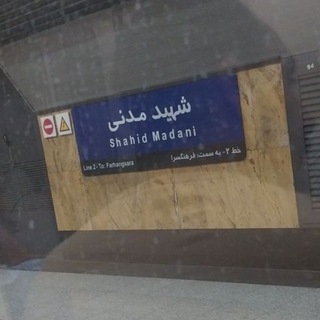 شهید مدنی
Shahid Madani
Line 2-To: Farhangsara
خط ۲- به سمت: فرهنگسرا